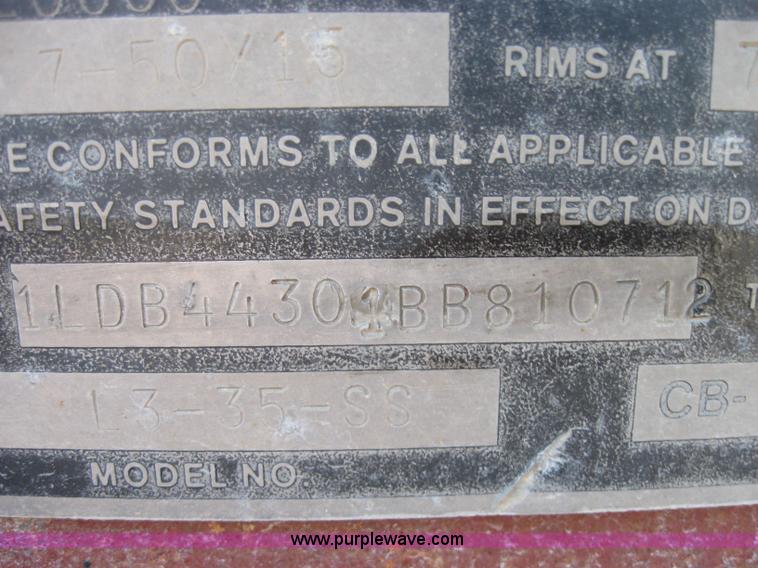 7-50/15 RIMS AT 7
E CONFORMS TO ALL APPLICABLE
AFETY STANDARDS IN EFFECT ON D
1LDB44301BB810712 T
L3-35-SS CB-
MODEL NO.
www.purplewave.com